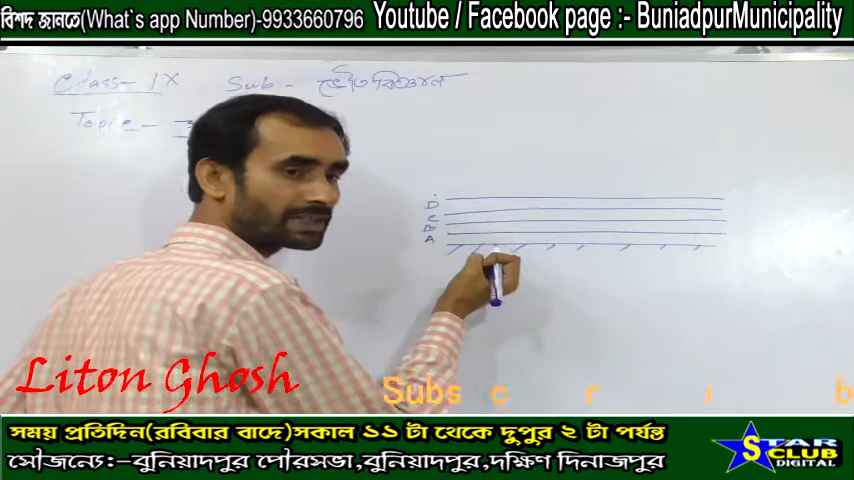 বিশদ জানতে(What`s app Number)-9933660796 Youtube / Facebook page :- BuniadpurMunicipality
Class- IX Sub - ভৌতবিজ্ঞান
Topic -
D
C
B
A
Liton Ghosh
Subs c r i b
সময় প্রতিদিন(রবিবার বাদে)সকাল ১১ টা থেকে দুপুর ২ টা পর্যন্ত
সৌজন্যে:-বুনিয়াদপুর পৌরসভা,বুনিয়াদপুর,দক্ষিণ দিনাজপুর
STAR
S CLUB
DIGITAL